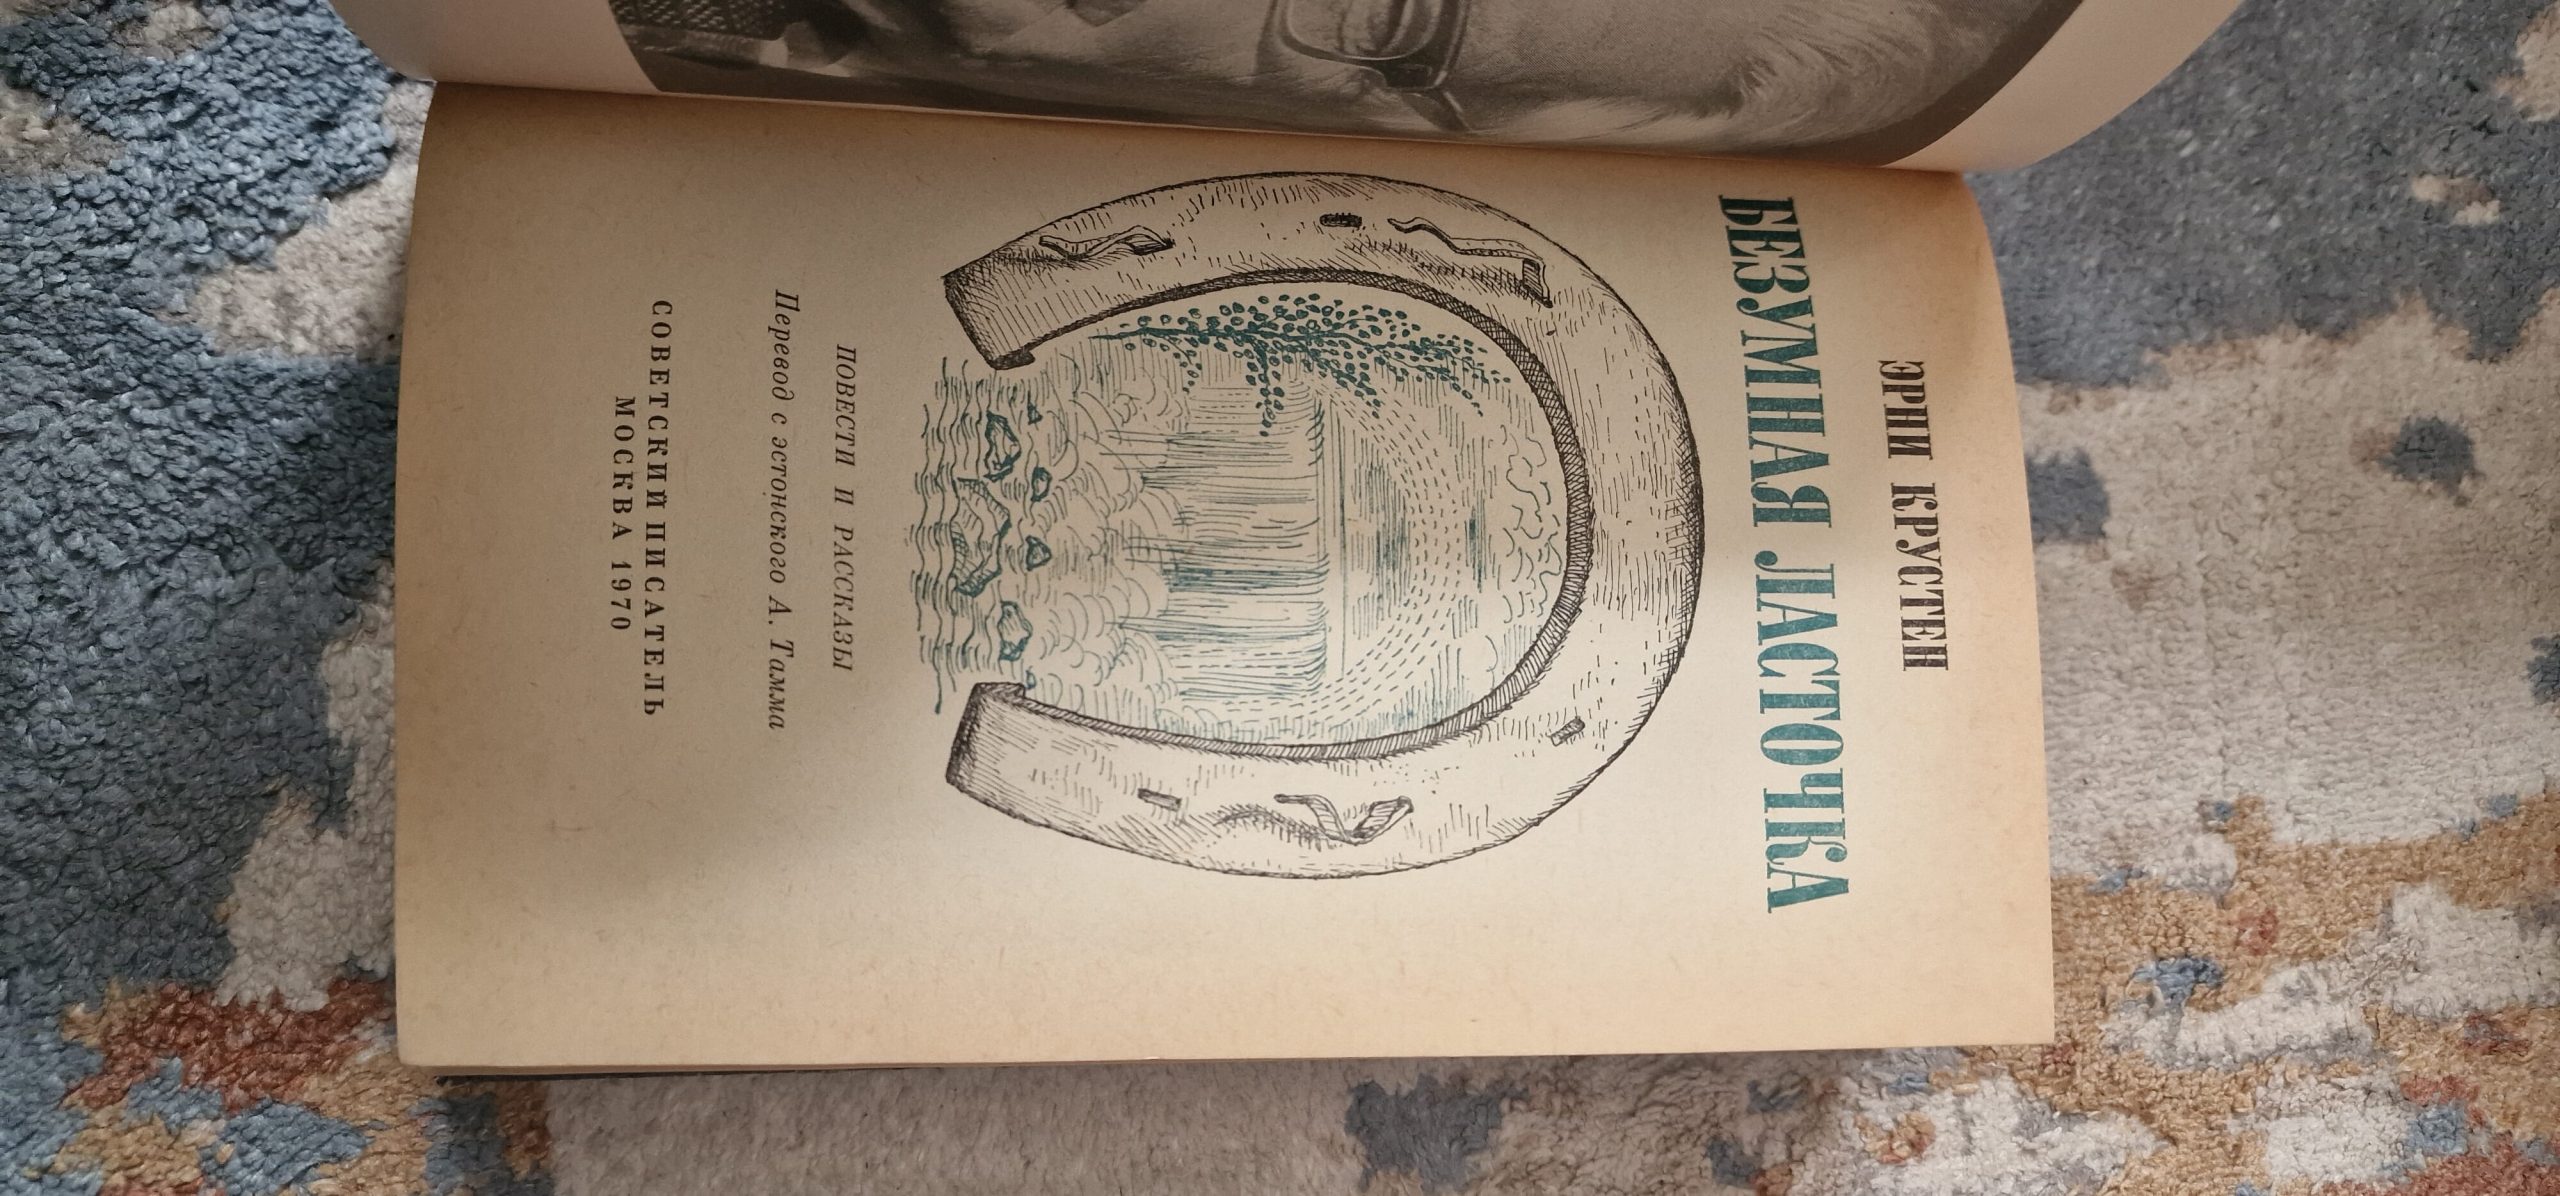 ЭРНИ КРУСТЕН
БЕЗУМНАЯ ЛАСТОЧКА
ПОВЕСТИ И РАССКАЗЫ
Перевод с эстонского А. Тамма
СОВЕТСКИЙ ПИСАТЕЛЬ
МОСКВА 1970